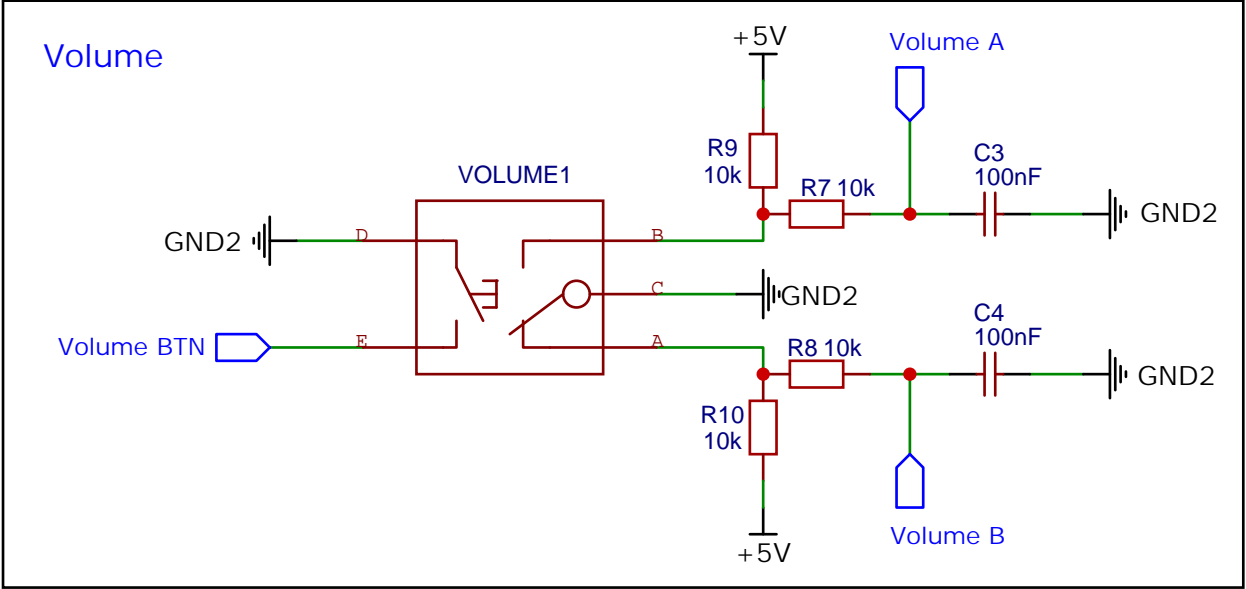 Volume
+5V
Volume A
R9
10k
R7 10k
C3
100nF
GND2
VOLUME1
GND2
D
B
C
GND2
Volume BTN
E
A
R8 10k
C4
100nF
GND2
R10
10k
+5V
Volume B